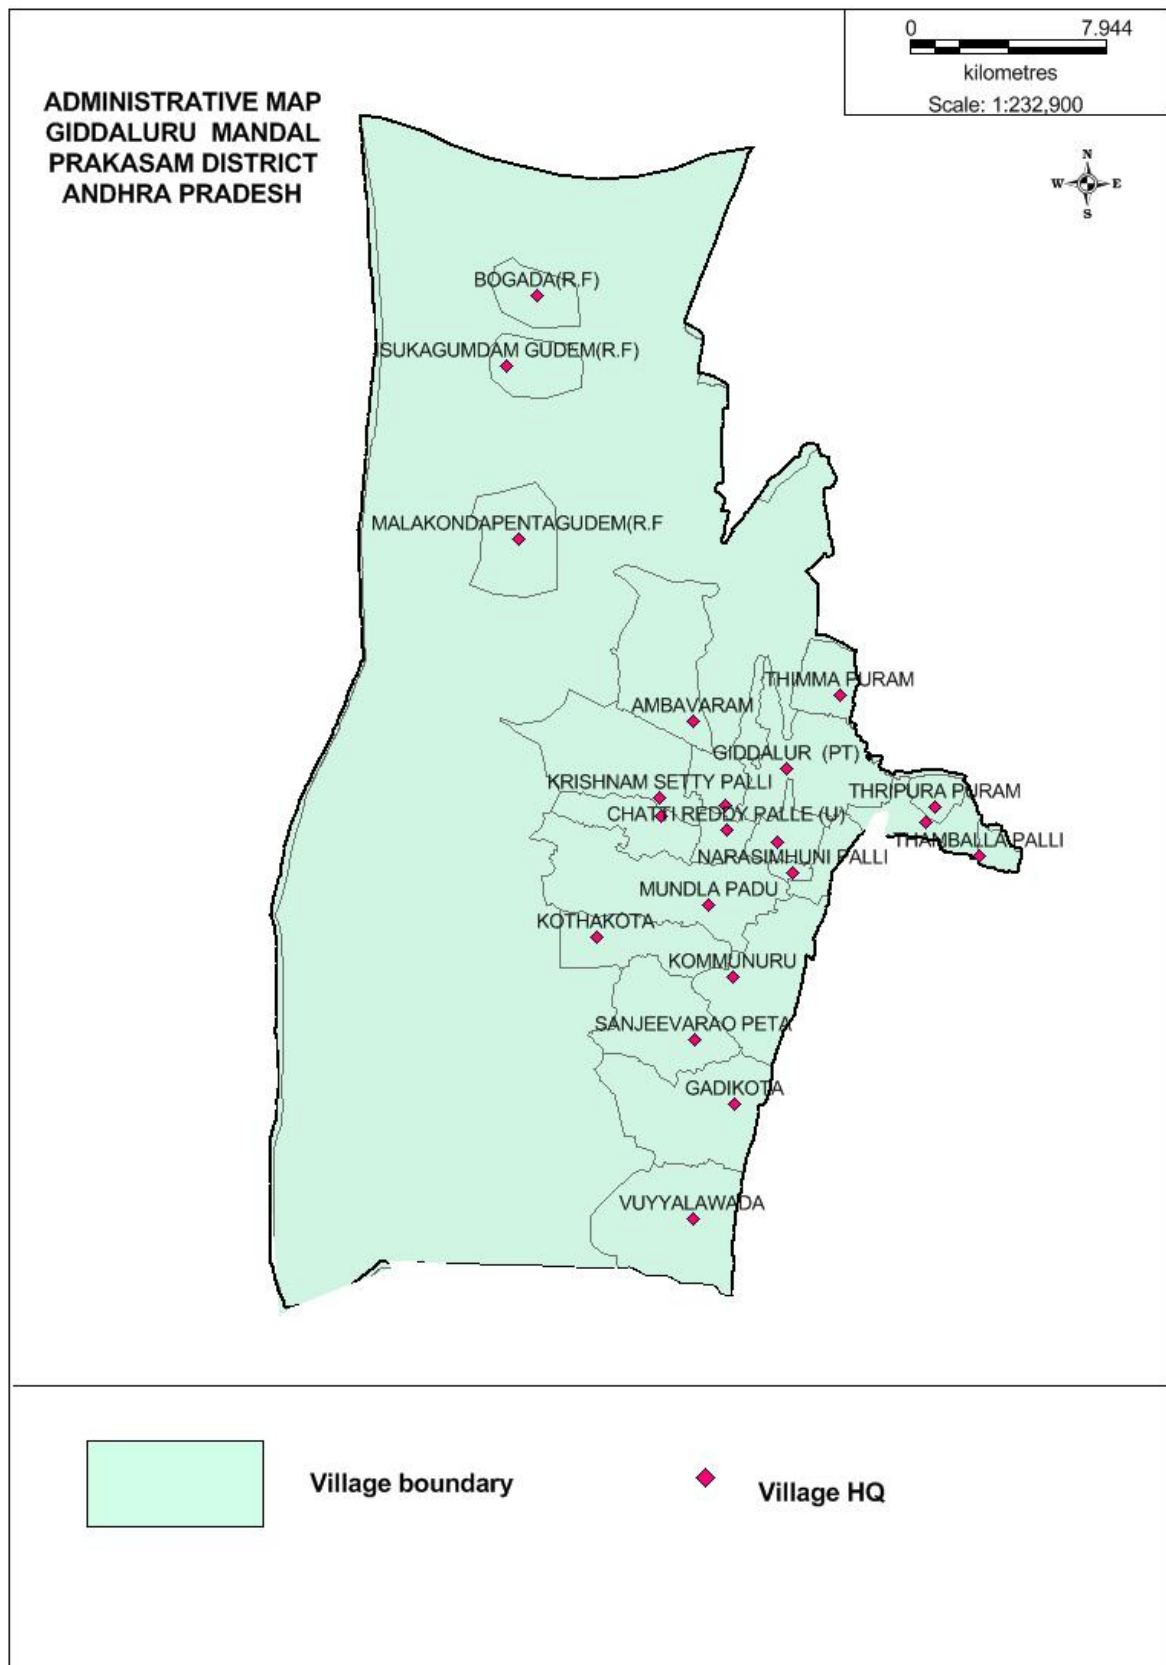 0 7.944
kilometres
Scale: 1:232,900
ADMINISTRATIVE MAP
GIDDALURU MANDAL
PRAKASAM DISTRICT
ANDHRA PRADESH
N
W E
S
BOGADA(R.F)
ISUKAGUMDAM GUDEM(R.F)
MALAKONDAPENTAGUDEM(R.F
THIMMA PURAM
AMBAVARAM
GIDDALUR (PT)
KRISHNAM SETTY PALLI
THRIPURA PURAM
CHATTI REDDY PALLE (U)
THAMBALLA PALLI
NARASIMHUNI PALLI
MUNDLA PADU
KOTHAKOTA
KOMMUNURU
SANJEEVARAO PETA
GADIKOTA
VUYYALAWADA
Village boundary
Village HQ